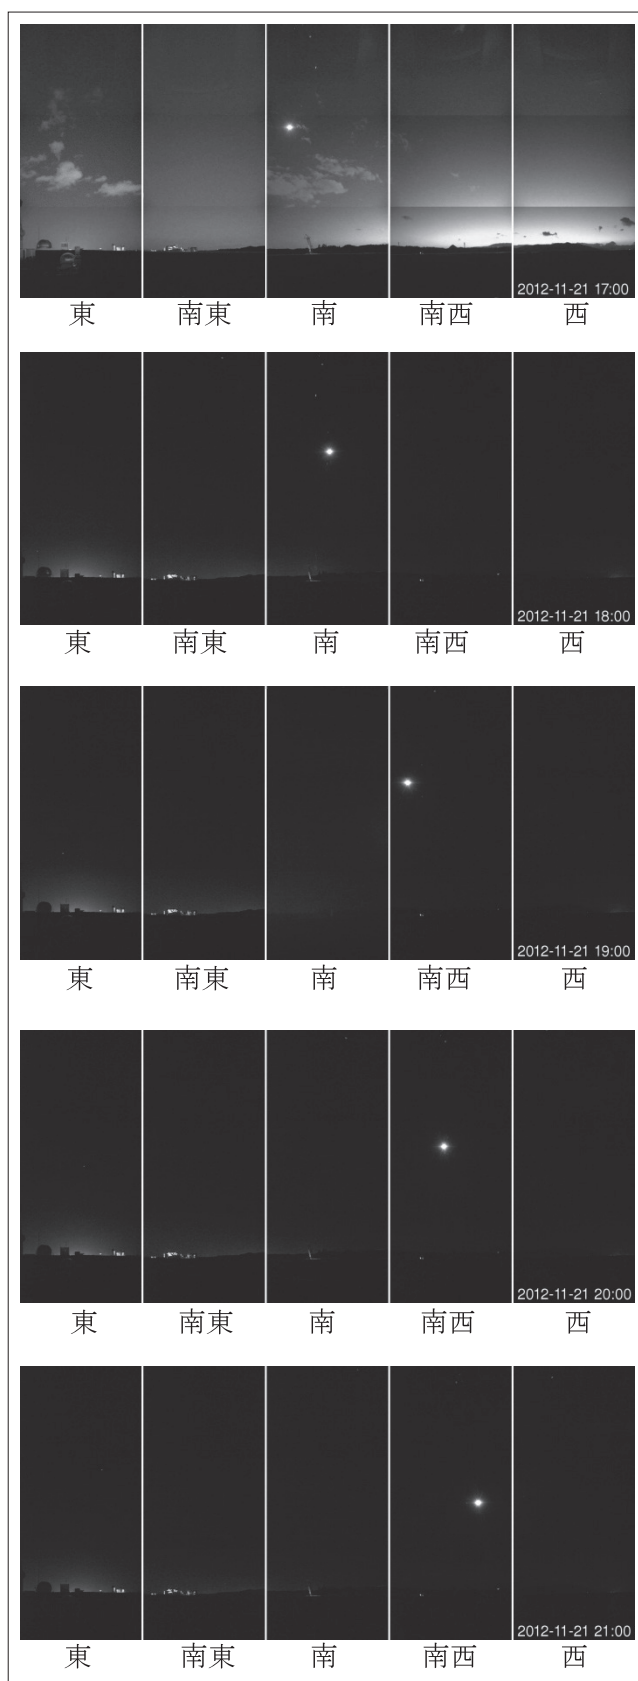 2012-11-21 17:00
東 南東 南 南西 西
2012-11-21 18:00
東 南東 南 南西 西
2012-11-21 19:00
東 南東 南 南西 西
2012-11-21 20:00
東 南東 南 南西 西
2012-11-21 21:00
東 南東 南 南西 西